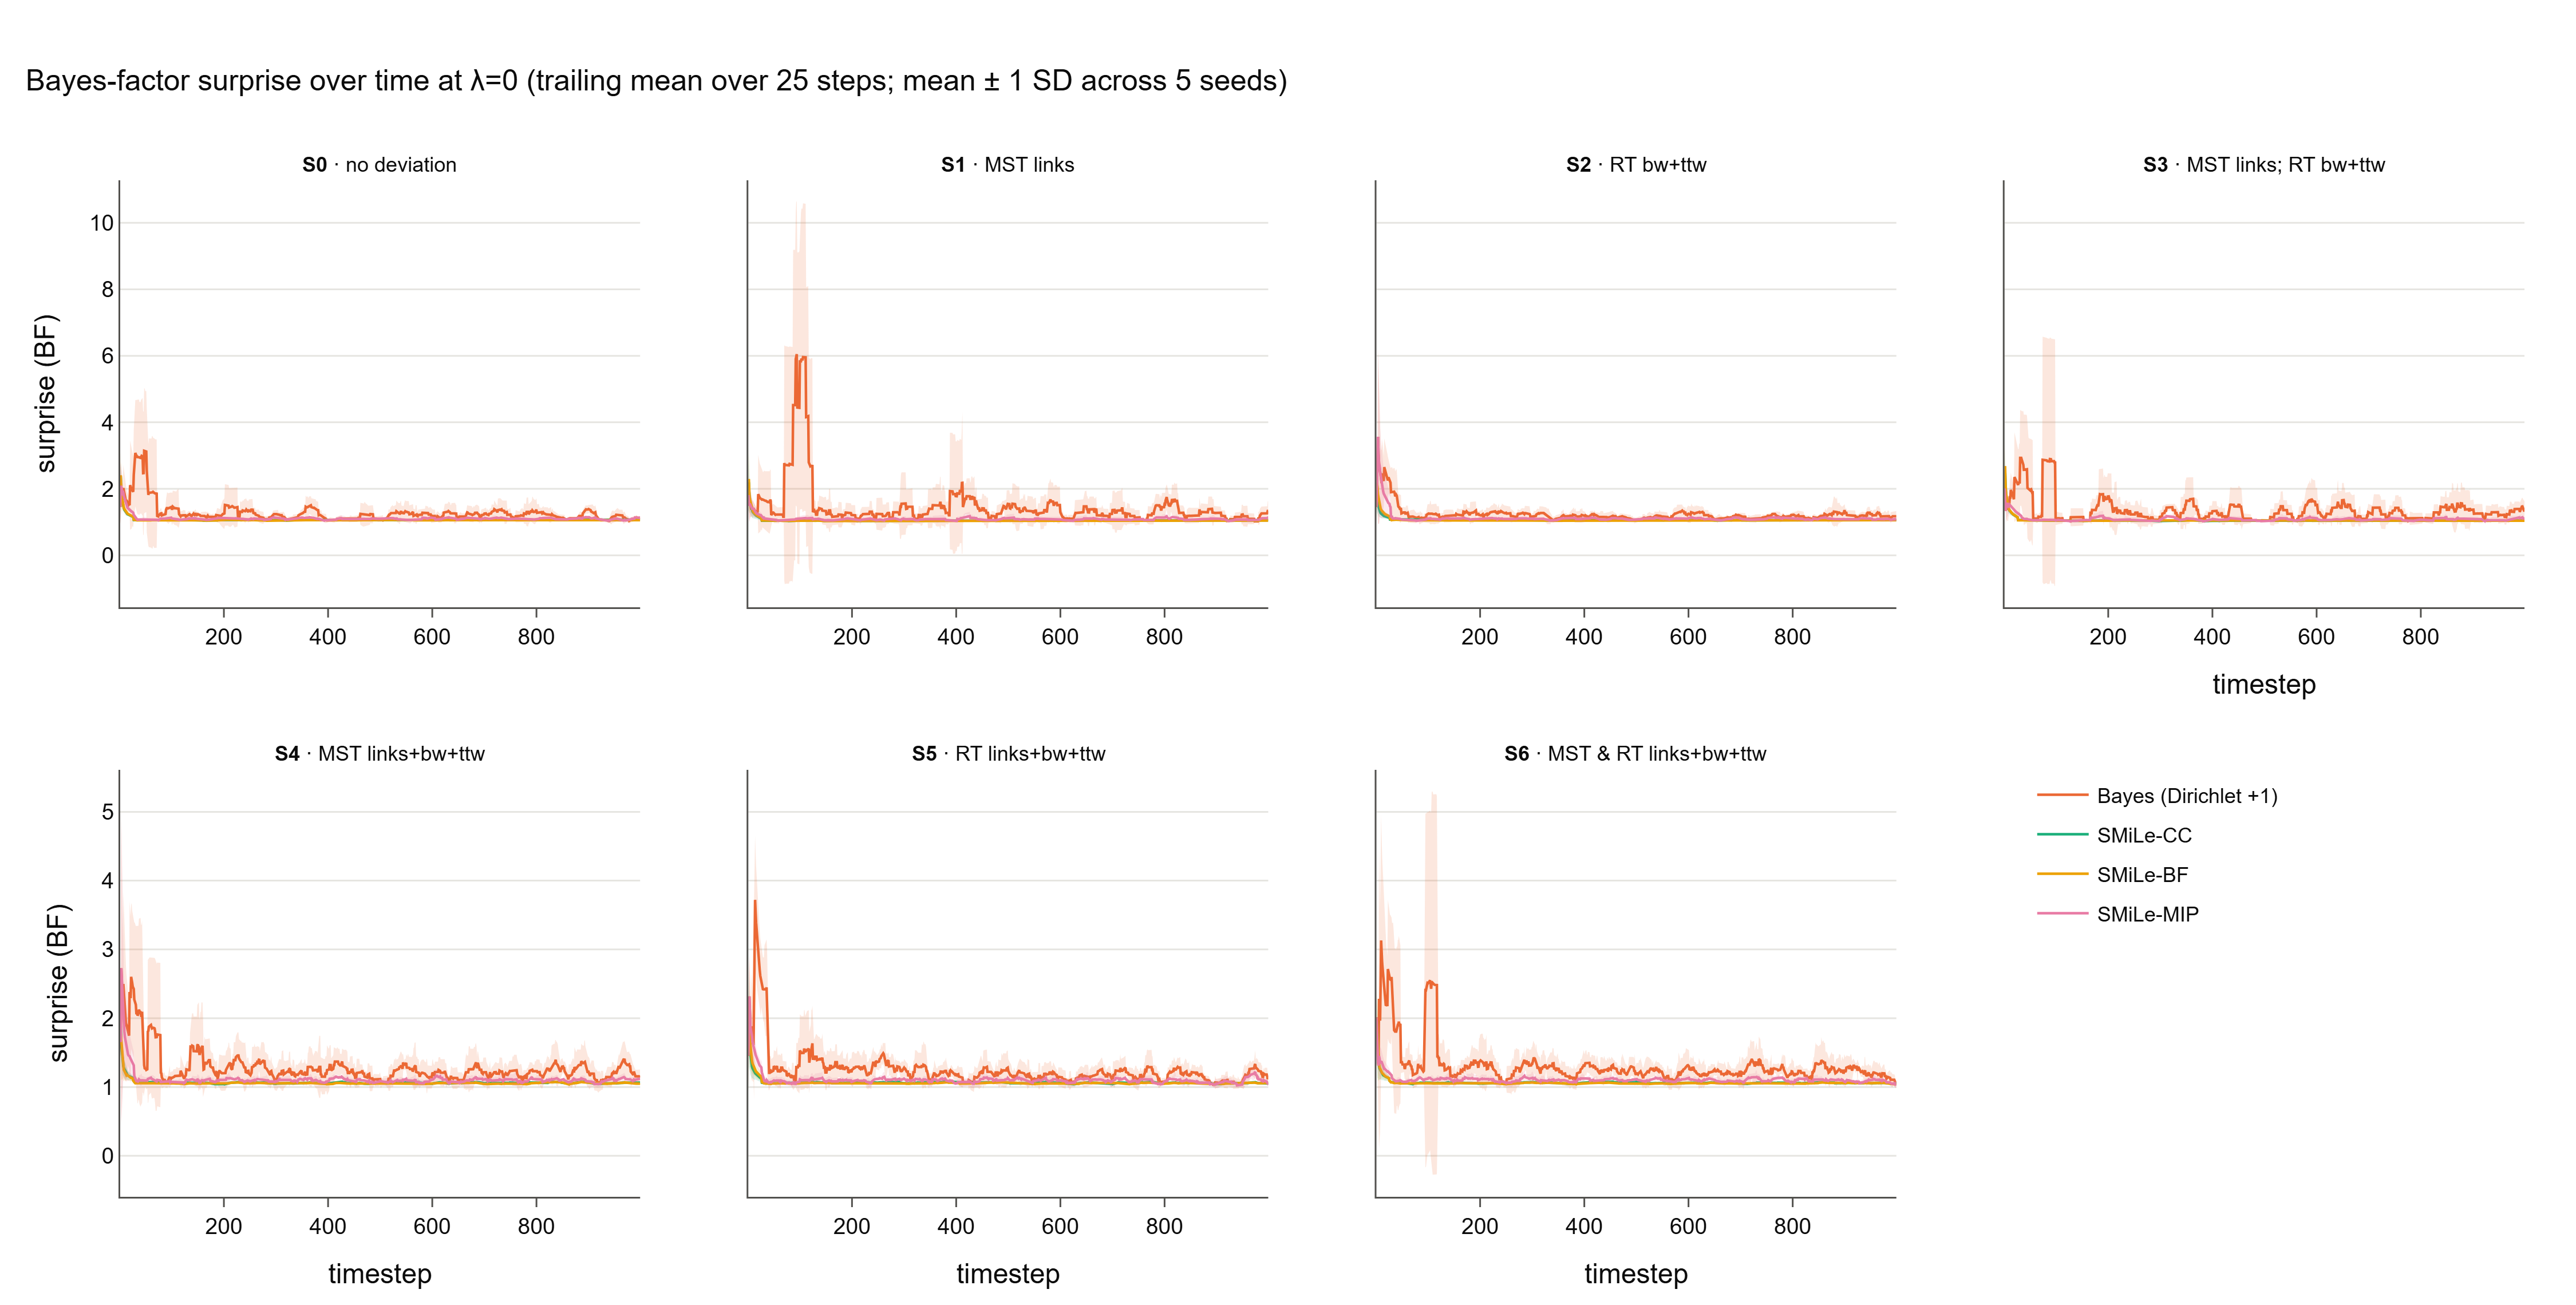 Bayes-factor surprise over time at λ=0 (trailing mean over 25 steps; mean ± 1 SD across 5 seeds)
S0 · no deviation
S1 · MST links
S2 · RT bw+ttw
S3 · MST links; RT bw+ttw
surprise (BF)
10
8
6
4
2
0
200 400 600 800
200 400 600 800
200 400 600 800
200 400 600 800
timestep
S4 · MST links+bw+ttw
S5 · RT links+bw+ttw
S6 · MST & RT links+bw+ttw
surprise (BF)
5
4
3
2
1
0
200 400 600 800
200 400 600 800
200 400 600 800
timestep
timestep
timestep
Bayes (Dirichlet +1)
SMiLe-CC
SMiLe-BF
SMiLe-MIP